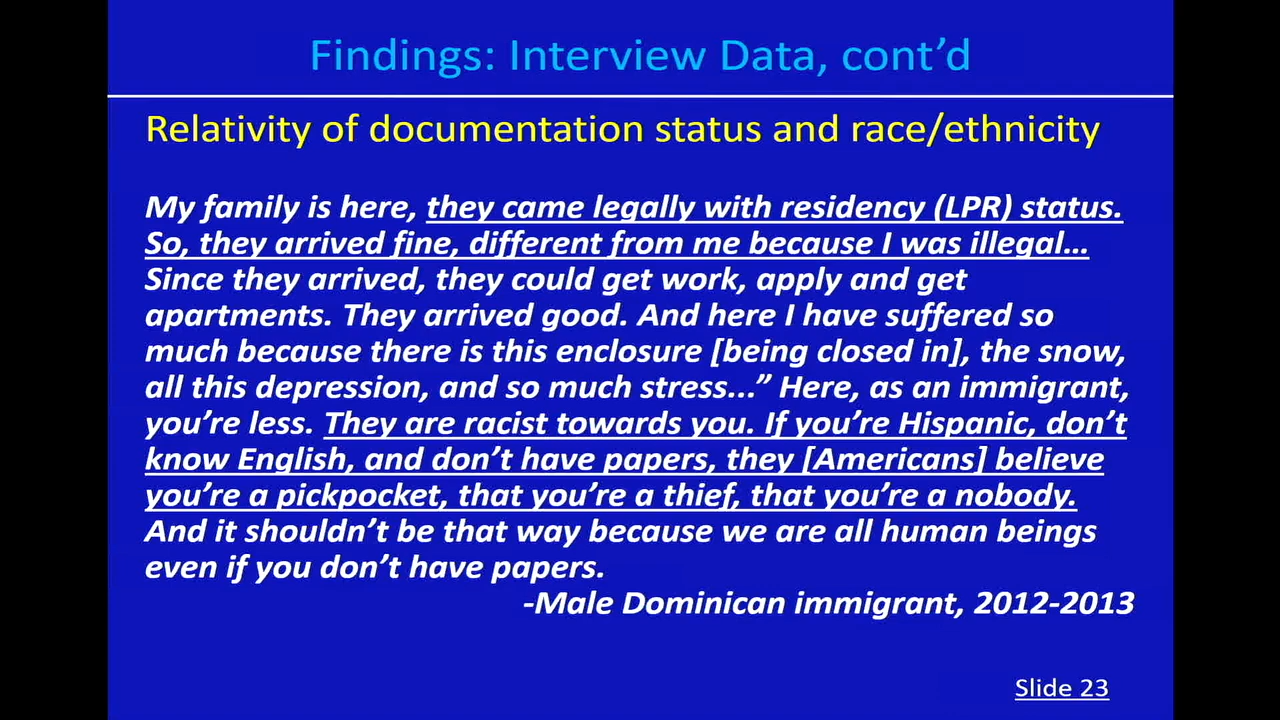 Findings: Interview Data, cont’d
Relativity of documentation status and race/ethnicity
My family is here, they came legally with residency (LPR) status.
So, they arrived fine, different from me because I was illegal…
Since they arrived, they could get work, apply and get
apartments. They arrived good. And here I have suffered so
much because there is this enclosure [being closed in], the snow,
all this depression, and so much stress...” Here, as an immigrant,
you’re less. They are racist towards you. If you’re Hispanic, don’t
know English, and don’t have papers, they [Americans] believe
you’re a pickpocket, that you’re a thief, that you’re a nobody.
And it shouldn’t be that way because we are all human beings
even if you don’t have papers.
-Male Dominican immigrant, 2012-2013
Slide 23